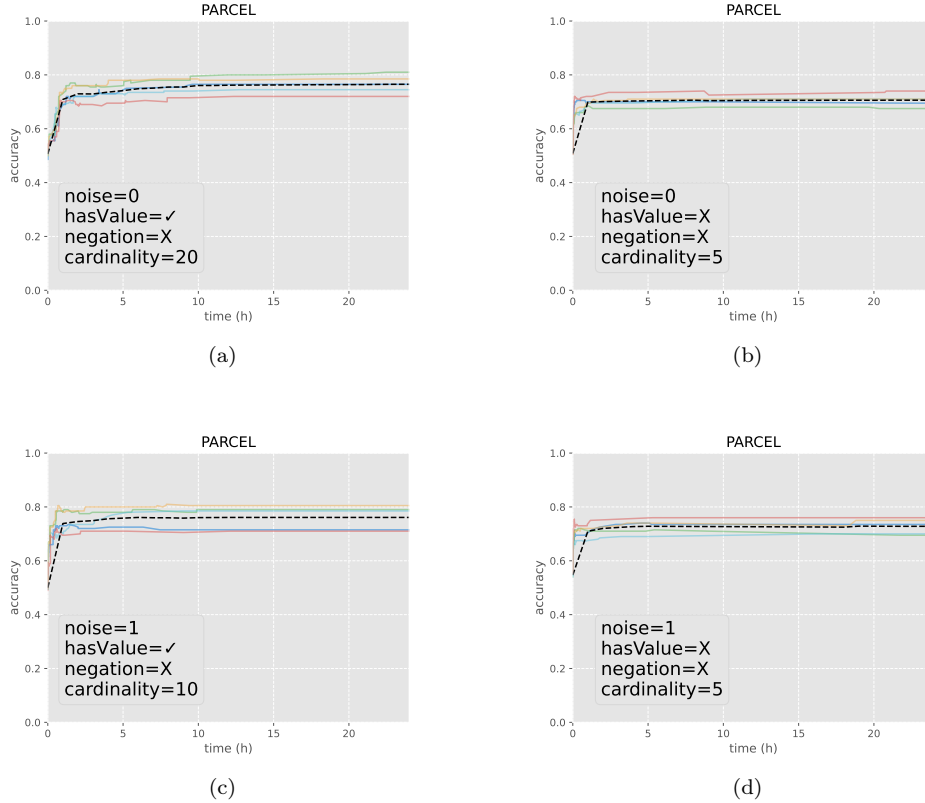 PARCEL
1.0
0.8
0.6
0.4
0.2
0.0
accuracy
noise=0
hasValue=✓
negation=X
cardinality=20
0 5 10 15 20
time (h)
(a)
PARCEL
1.0
0.8
0.6
0.4
0.2
0.0
accuracy
noise=0
hasValue=X
negation=X
cardinality=5
0 5 10 15 20
time (h)
(b)
PARCEL
1.0
0.8
0.6
0.4
0.2
0.0
accuracy
noise=1
hasValue=✓
negation=X
cardinality=10
0 5 10 15 20
time (h)
(c)
PARCEL
1.0
0.8
0.6
0.4
0.2
0.0
accuracy
noise=1
hasValue=X
negation=X
cardinality=5
0 5 10 15 20
time (h)
(d)